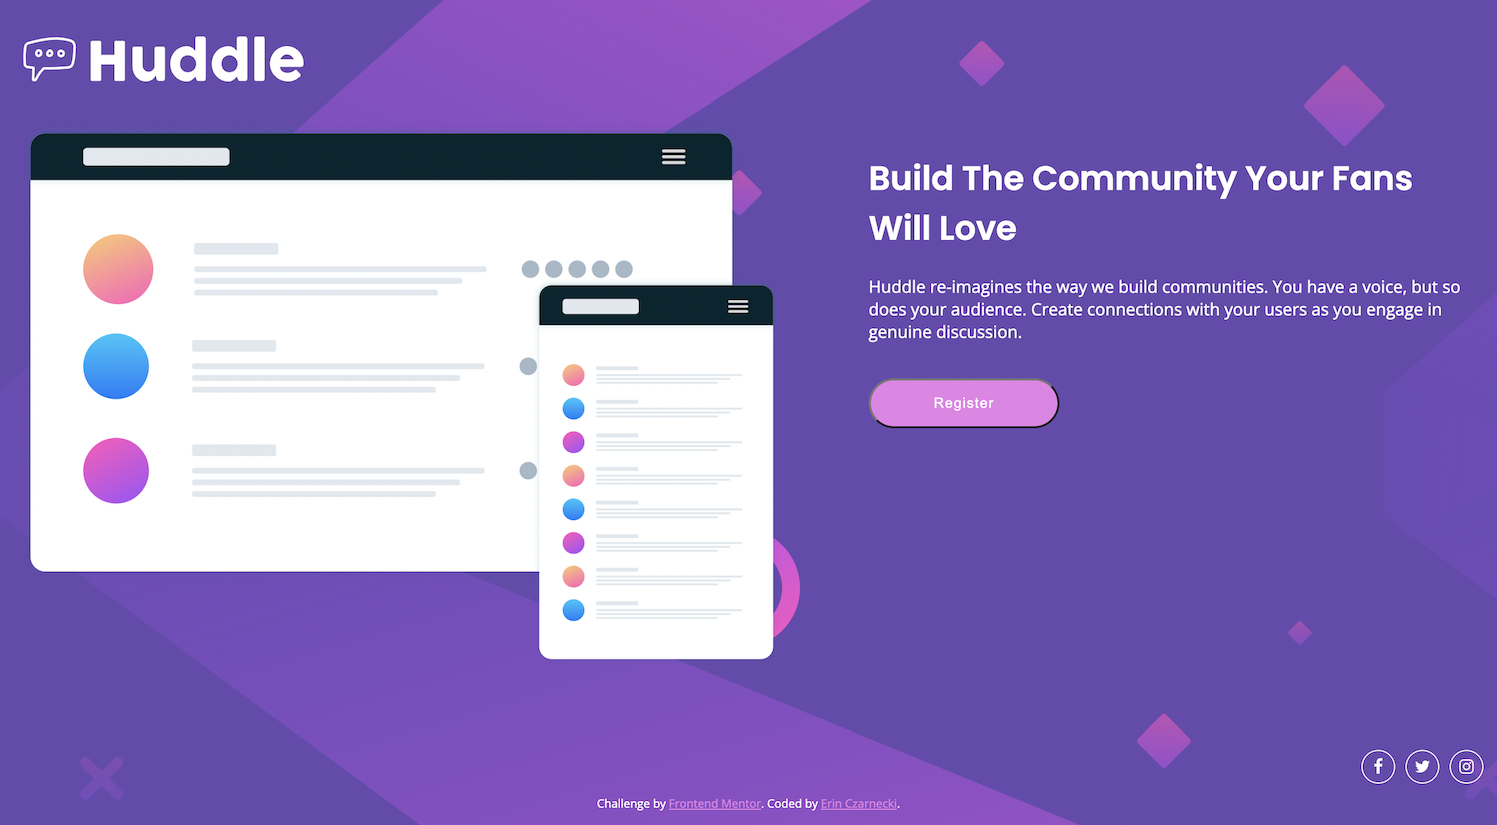 Huddle
Build The Community Your Fans
Will Love
Huddle re-imagines the way we build communities. You have a voice, but so
does your audience. Create connections with your users as you engage in
genuine discussion.
Register
Challenge by Frontend Mentor. Coded by Erin Czarnecki.